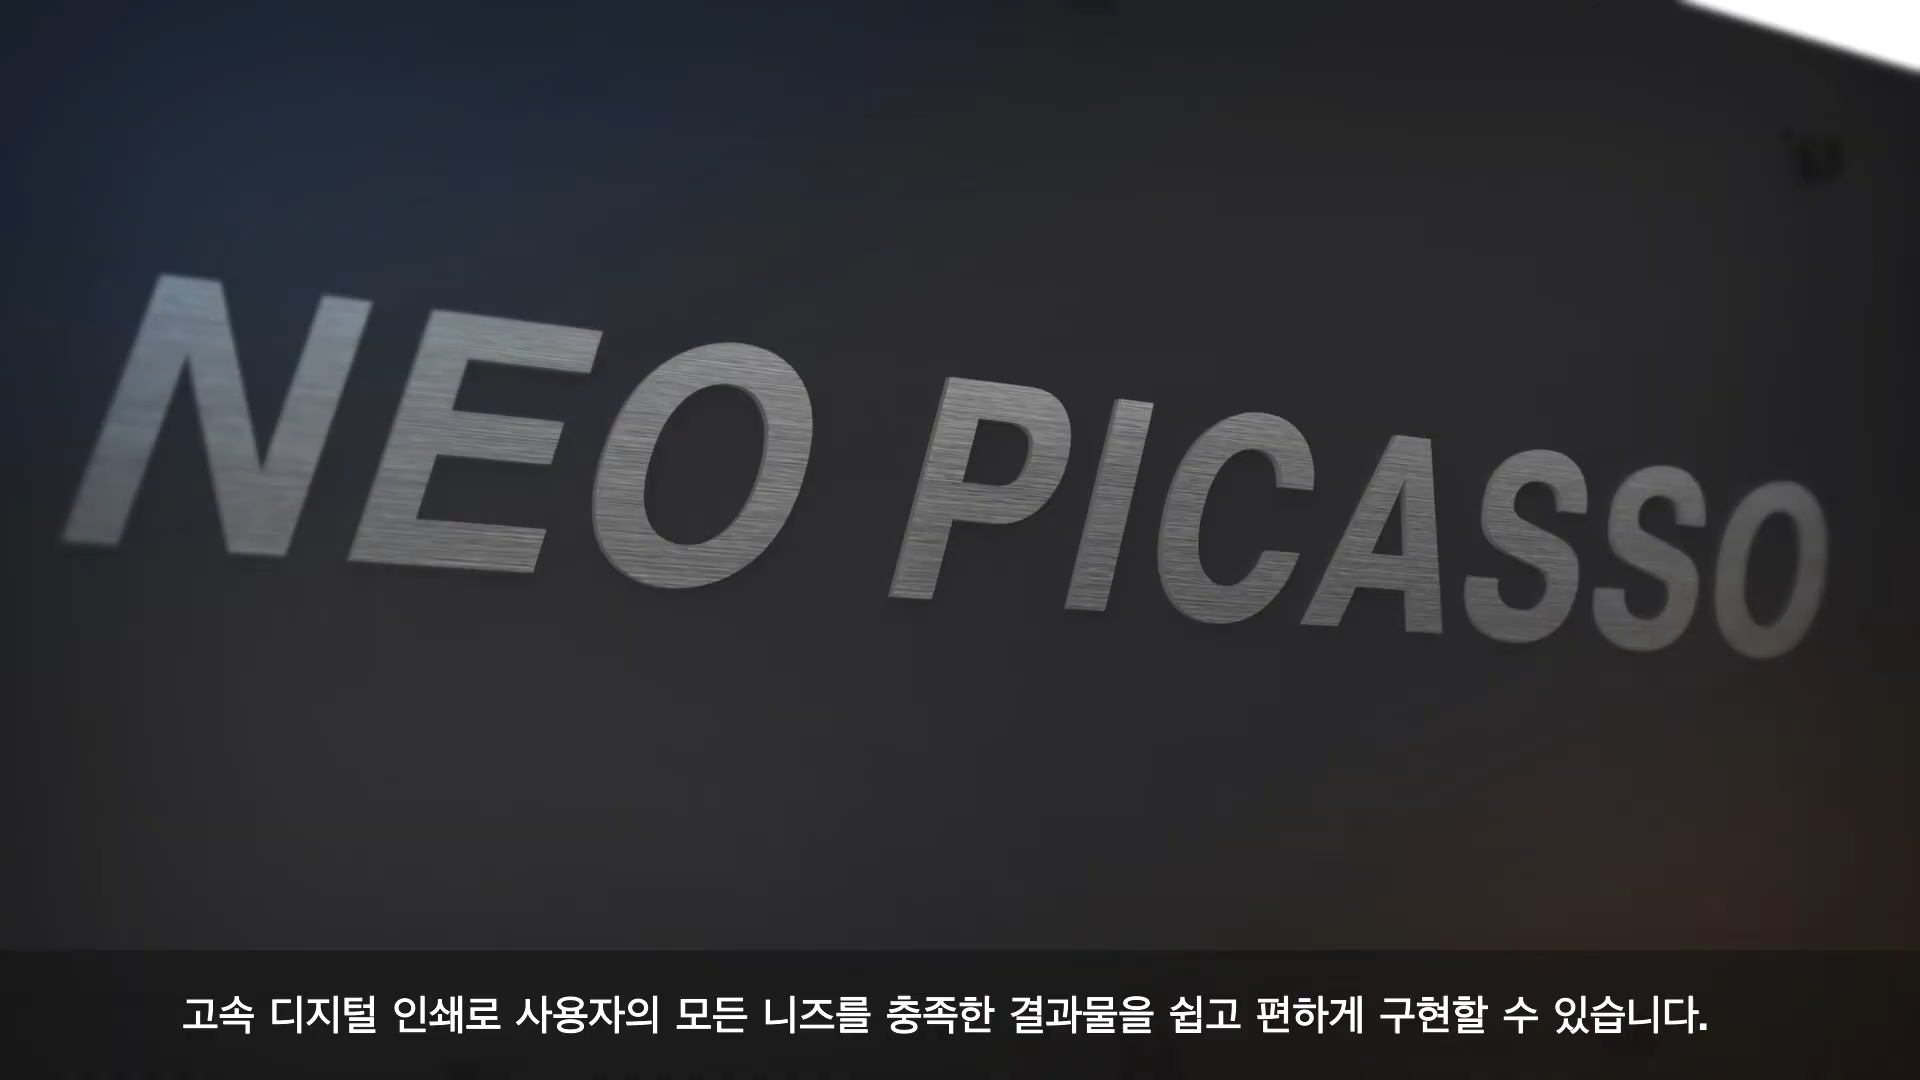 NEO PICASSO
고속 디지털 인쇄로 사용자의 모든 니즈를 충족한 결과물을 쉽고 편하게 구현할 수 있습니다.